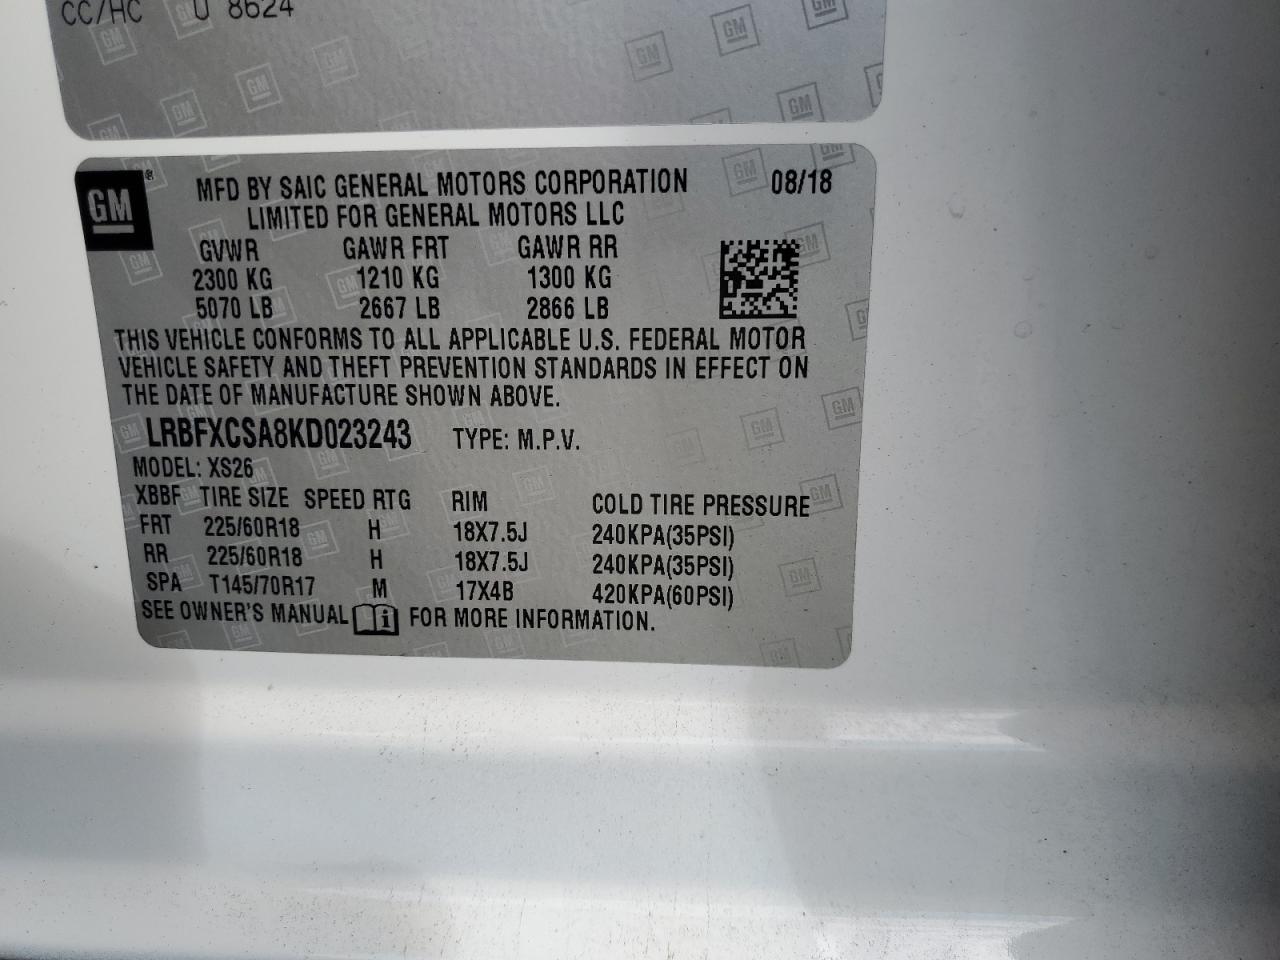 CC/HC U 8624
GM
MFD BY SAIC GENERAL MOTORS CORPORATION 08/18
LIMITED FOR GENERAL MOTORS LLC
GVWR GAWR FRT GAWR RR
2300 KG 1210 KG 1300 KG
5070 LB 2667 LB 2866 LB
THIS VEHICLE CONFORMS TO ALL APPLICABLE U.S. FEDERAL MOTOR
VEHICLE SAFETY AND THEFT PREVENTION STANDARDS IN EFFECT ON
THE DATE OF MANUFACTURE SHOWN ABOVE.
LRBFXCSA8KD023243 TYPE: M.P.V.
MODEL: XS26
XBBF TIRE SIZE SPEED RTG RIM COLD TIRE PRESSURE
FRT 225/60R18 H 18X7.5J 240KPA(35PSI)
RR 225/60R18 H 18X7.5J 240KPA(35PSI)
SPA T145/70R17 M 17X4B 420KPA(60PSI)
SEE OWNER'S MANUAL i FOR MORE INFORMATION.